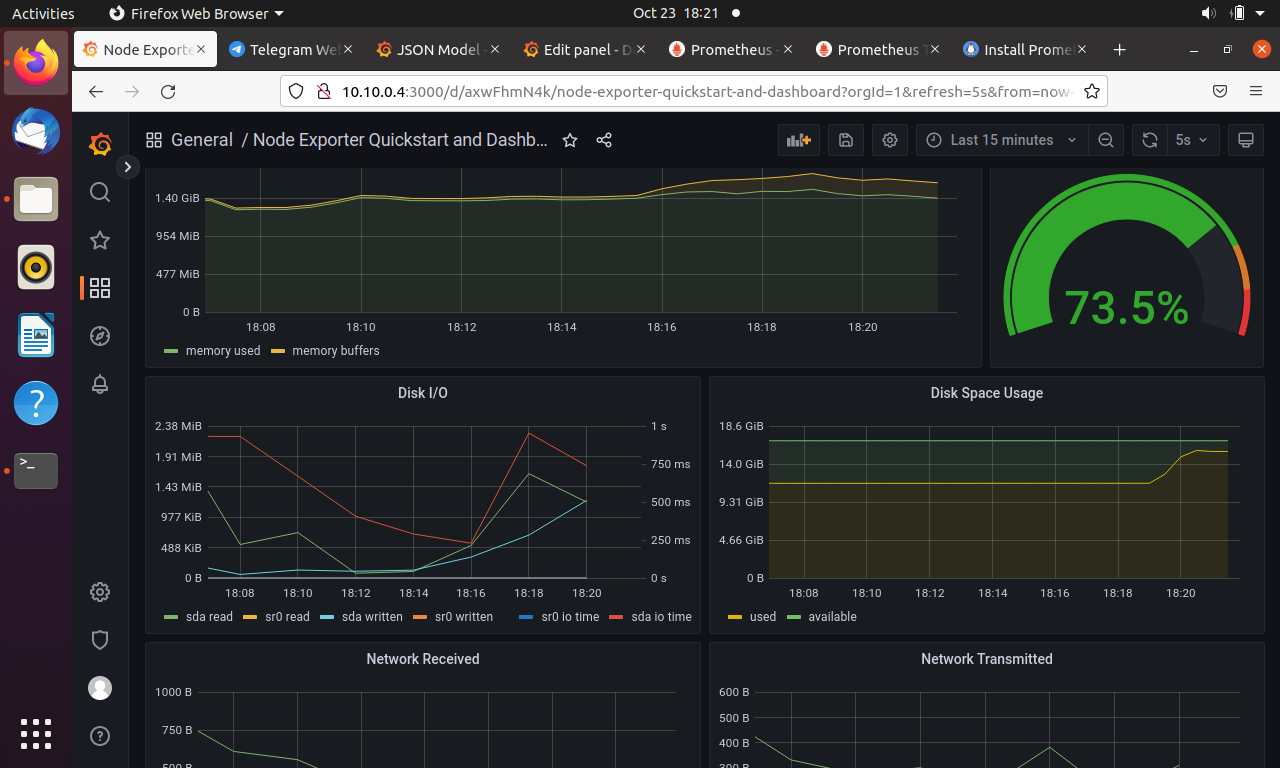 Activities
Firefox Web Browser
Oct 23 18:21
Node Exporte
Telegram We
JSON Model -
Edit panel - D
Prometheus -
Prometheus T
Install Prome
10.10.0.4:3000/d/axwFhmN4k/node-exporter-quickstart-and-dashboard?orgId=1&refresh=5s&from=now-
General / Node Exporter Quickstart and Dashb...
Last 15 minutes
5s
1.40 GiB
954 MiB
477 MiB
0 B
18:08 18:10 18:12 18:14 18:16 18:18 18:20
memory used memory buffers
73.5%
Disk I/O
2.38 MiB
1.91 MiB
1.43 MiB
977 KiB
488 KiB
0 B
1 s
750 ms
500 ms
250 ms
0 s
18:08 18:10 18:12 18:14 18:16 18:18 18:20
sda read sr0 read sda written sr0 written sr0 io time sda io time
Disk Space Usage
18.6 GiB
14.0 GiB
9.31 GiB
4.66 GiB
0 B
18:08 18:10 18:12 18:14 18:16 18:18 18:20
used available
Network Received
1000 B
750 B
500 B
Network Transmitted
600 B
500 B
400 B
300 B